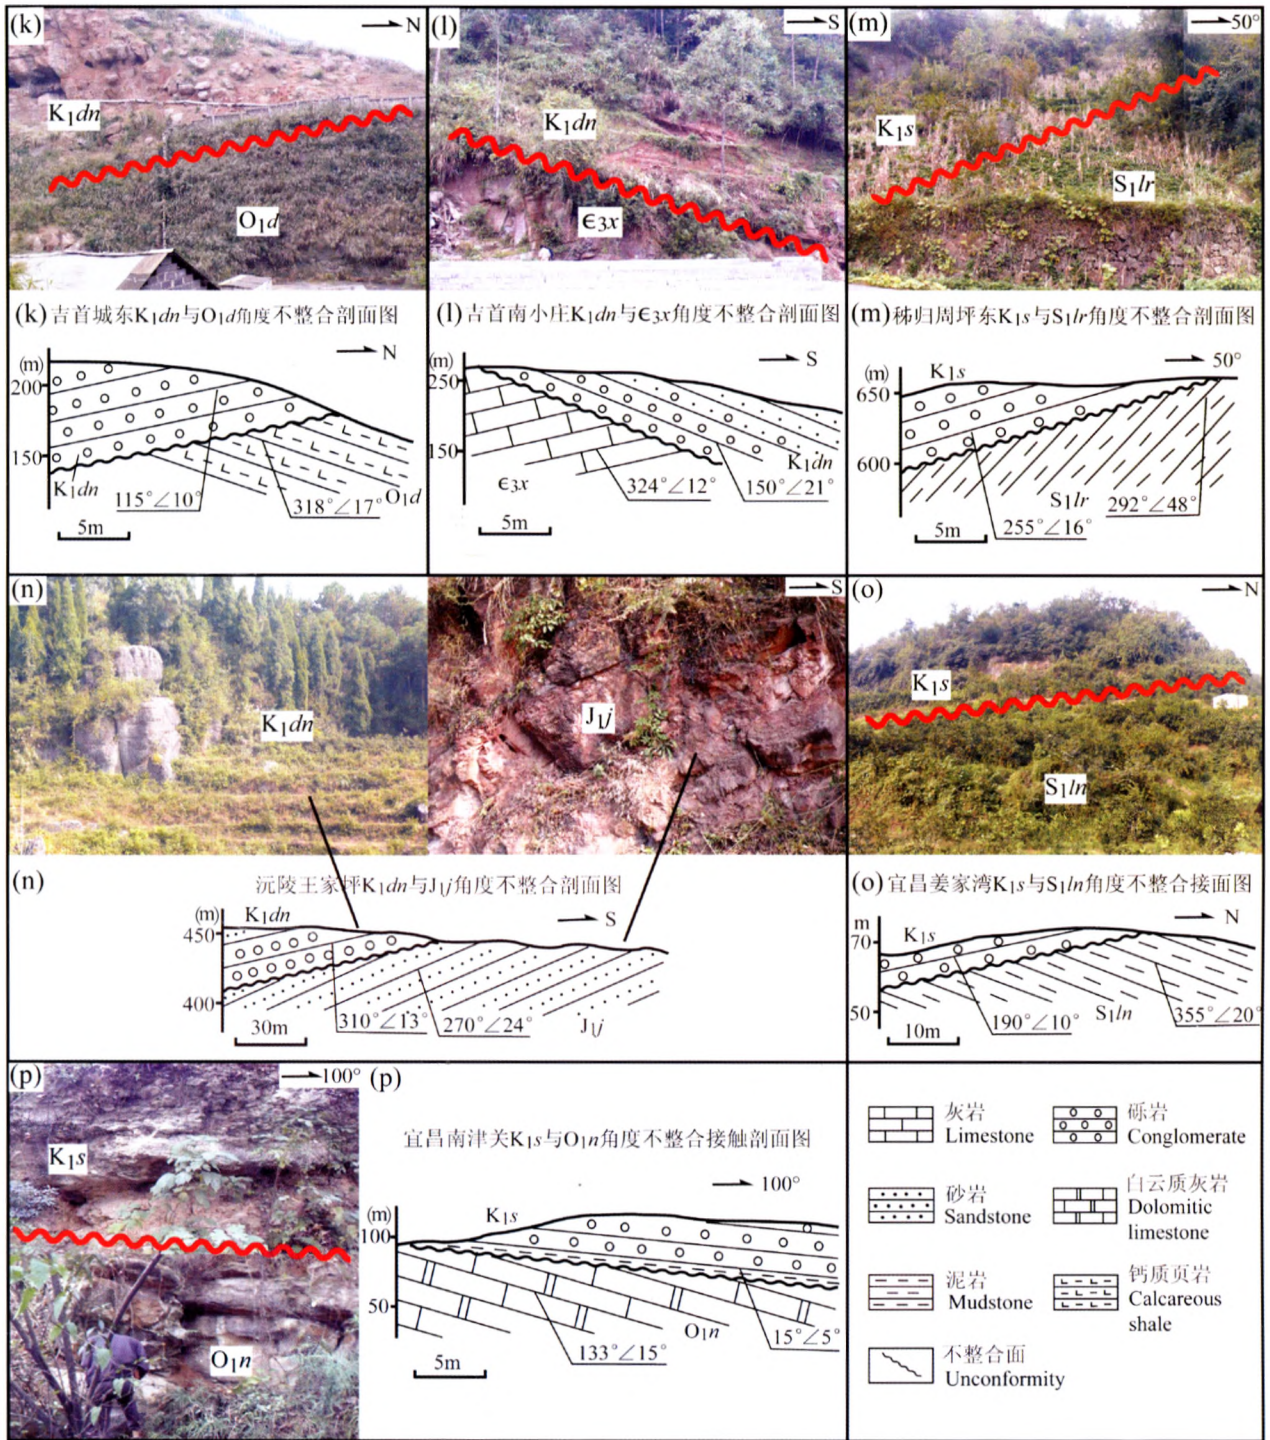 (k)
N
K₁dn
O₁d
(l)
S
K₁dn
Є₃x
(m)
50°
K₁s
S₁lr
(k) 吉首城东K₁dn与O₁d角度不整合剖面图
N
(m)
200
150
K₁dn
115°∠10°
318°∠17°
O₁d
5m
(l) 吉首南小庄K₁dn与Є₃x角度不整合剖面图
S
(m)
250
150
Є₃x
K₁dn
324°∠12°
150°∠21°
5m
(m) 秭归周坪东K₁s与S₁lr角度不整合剖面图
K₁s
50°
(m)
650
600
S₁lr
292°∠48°
255°∠16°
5m
(n)
K₁dn
S
J₁j
(o)
N
K₁s
S₁ln
(n)
沅陵王家坪K₁dn与J₁j角度不整合剖面图
(m)
K₁dn
S
450
400
310°∠13°
270°∠24°
J₁j
30m
(o) 宜昌姜家湾K₁s与S₁ln角度不整合接面图
m
K₁s
N
70
50
S₁ln
190°∠10°
355°∠20°
10m
(p)
100°
K₁s
O₁n
(p)
宜昌南津关K₁s与O₁n角度不整合接触剖面图
100°
(m)
K₁s
100
50
O₁n
15°∠5°
133°∠15°
5m
灰岩
Limestone
砾岩
Conglomerate
砂岩
Sandstone
白云质灰岩
Dolomitic
limestone
泥岩
Mudstone
钙质页岩
Calcareous
shale
不整合面
Unconformity